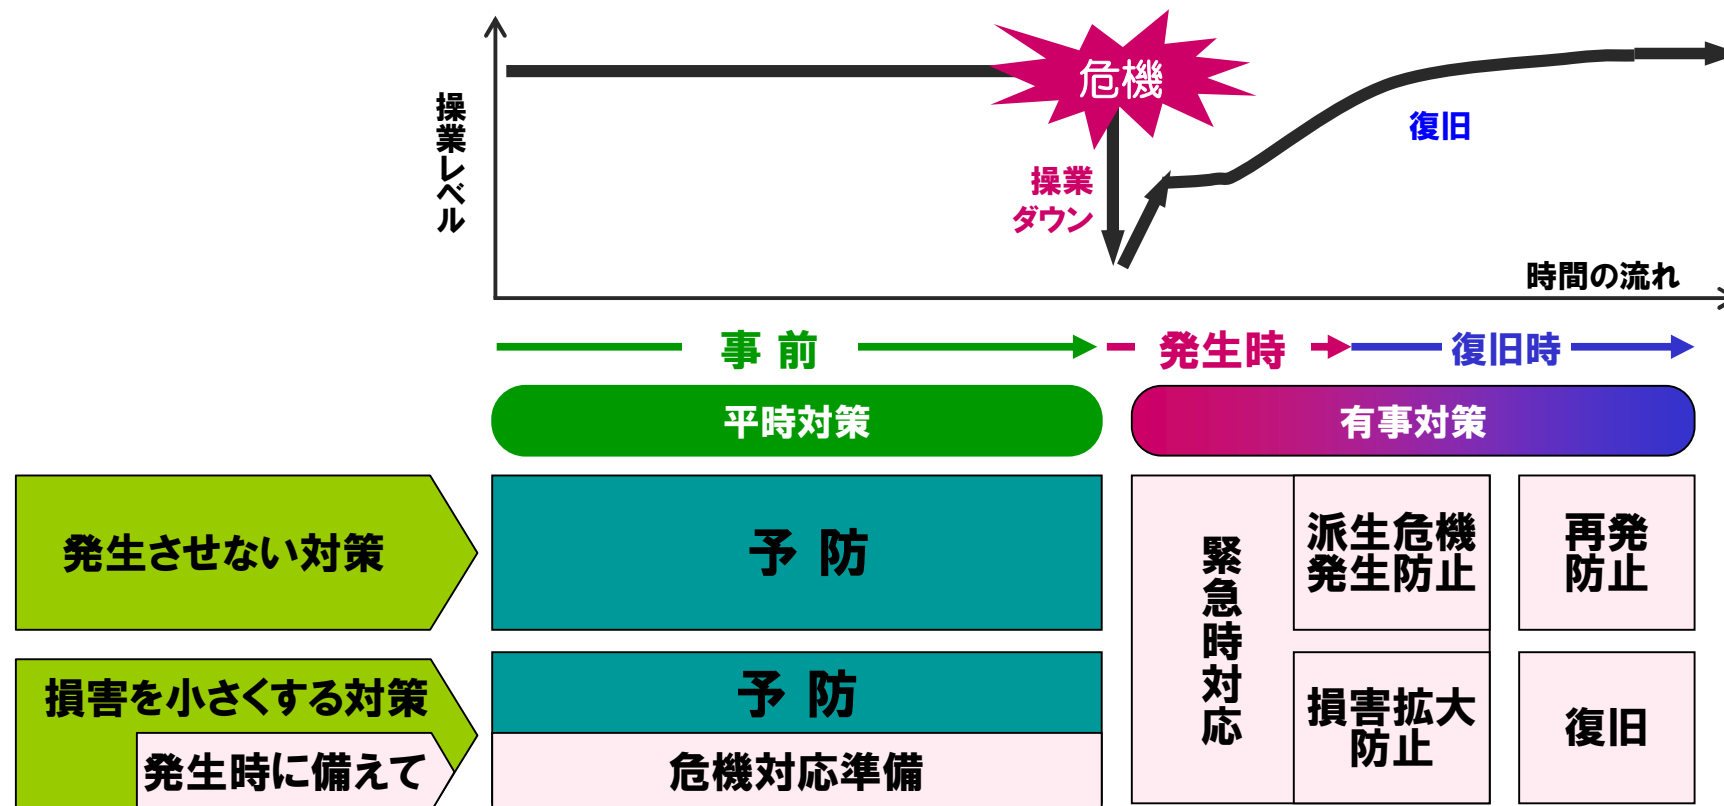 操業レベル
危機
操業
ダウン
復旧
時間の流れ
事 前
発生時
復旧時
平時対策
有事対策
発生させない対策
予 防
緊急時対応
派生危機
発生防止
再発
防止
損害を小さくする対策
発生時に備えて
予 防
危機対応準備
損害拡大
防止
復旧